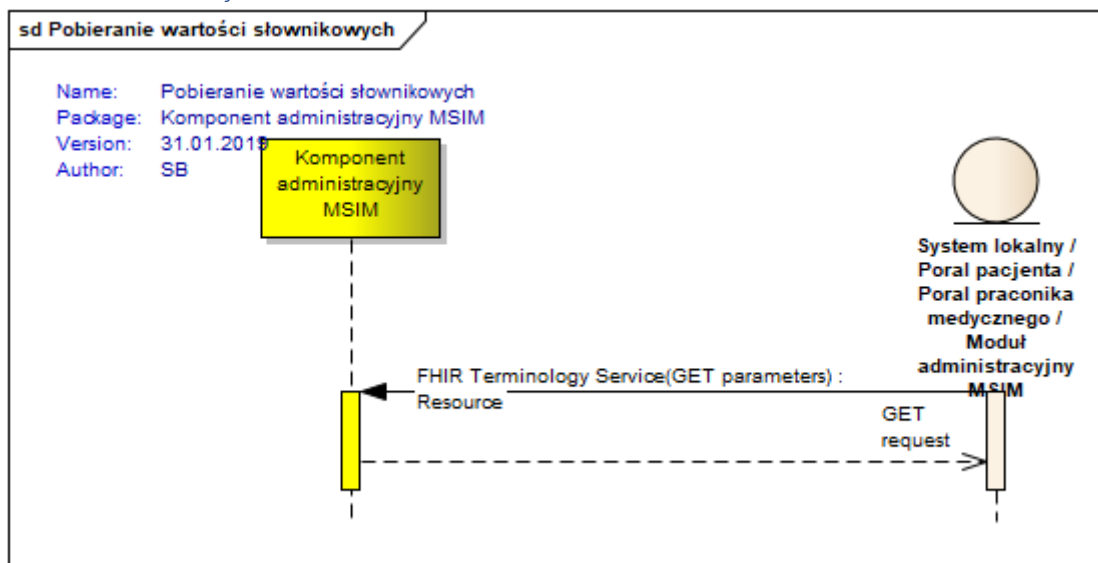 sd Pobieranie wartości słownikowych
Name: Pobieranie wartości słownikowych
Package: Komponent administracyjny MSIM
Version: 31.01.2019
Author: SB
Komponent
administracyjny
MSIM
System lokalny /
Poral pacjenta /
Poral praconika
medycznego /
Moduł
administracyjny
MSIM
FHIR Terminology Service(GET parameters) :
Resource
GET
request